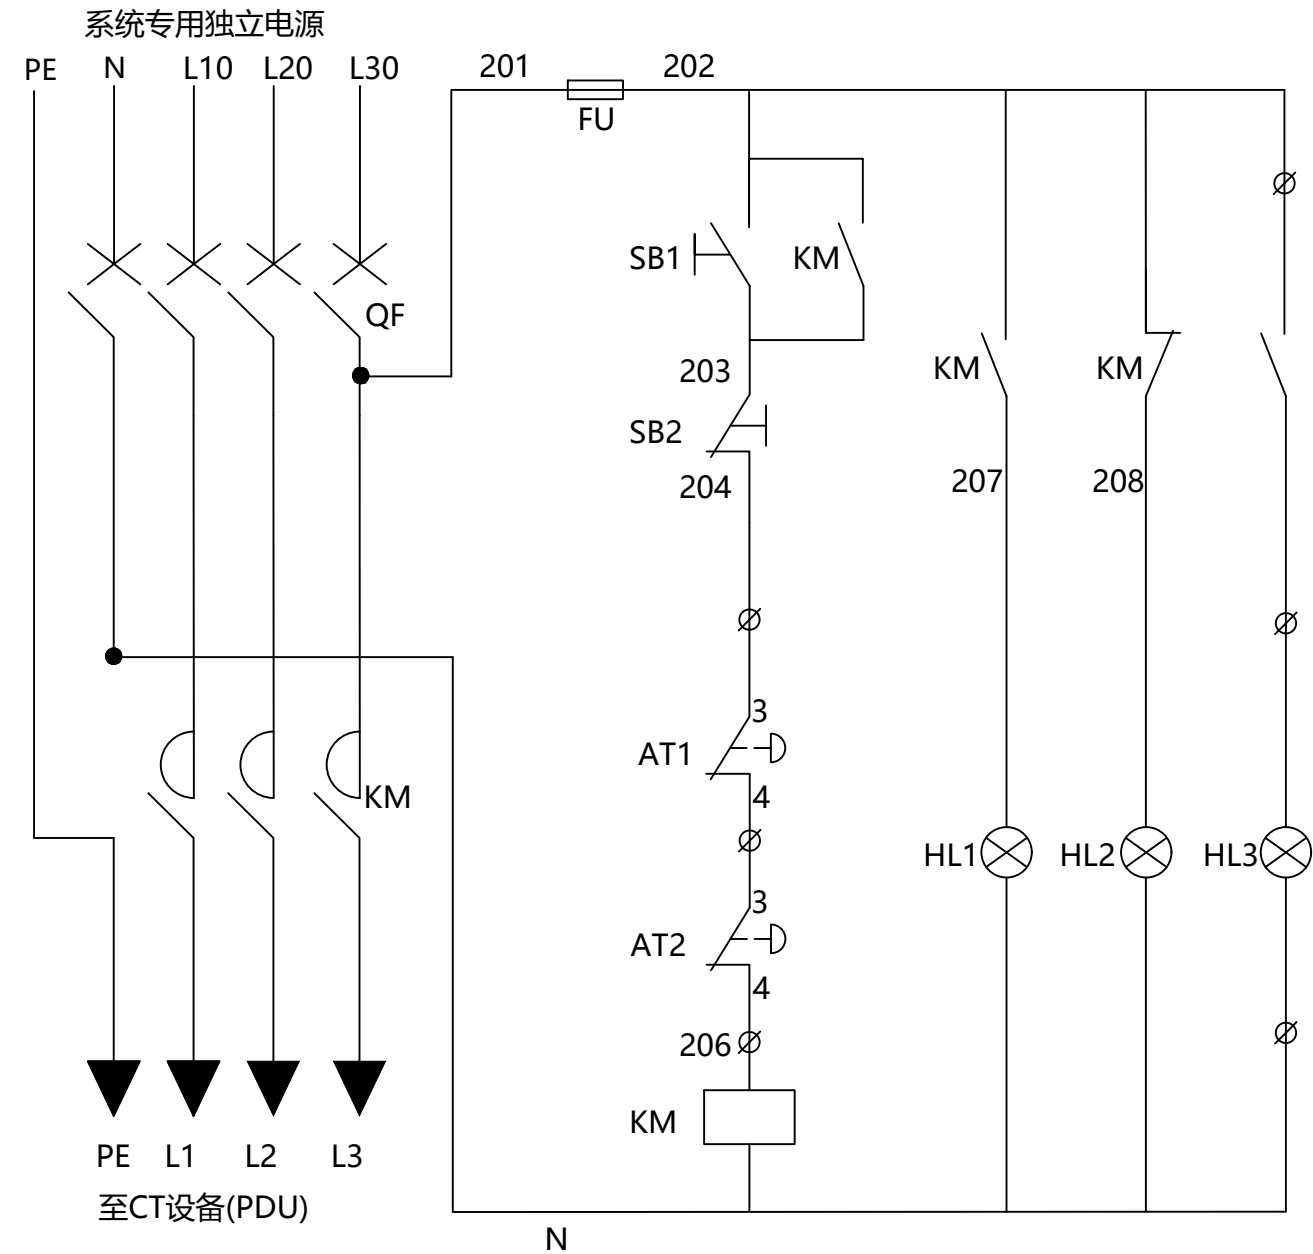 系统专用独立电源
PE N L10 L20 L30
201 202
FU
SB1 KM
QF
203
KM KM
SB2
204
207 208
3
AT1
4
KM
HL1 HL2 HL3
3
AT2
4
206
KM
PE L1 L2 L3
至CT设备(PDU)
N